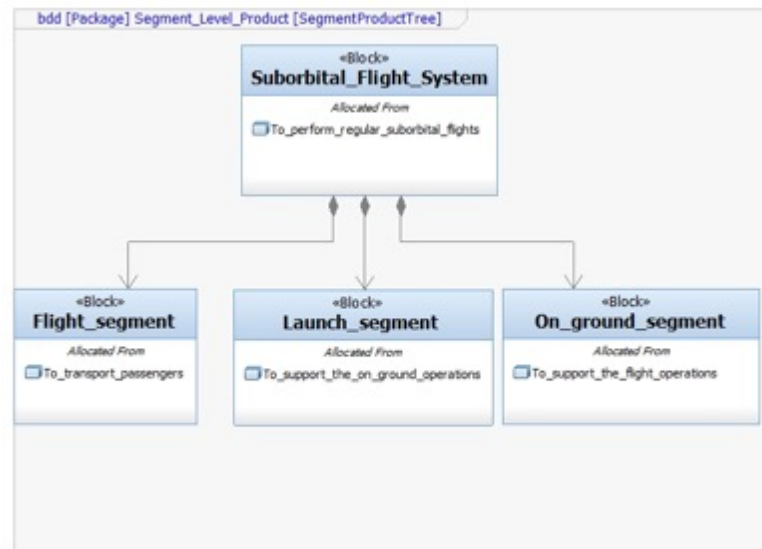 bdd [Package] Segment_Level_Product [SegmentProductTree]
«Block»
Suborbital_Flight_System
Allocated From
To_perform_regular_suborbital_flights
«Block»
Flight_segment
Allocated From
To_transport_passengers
«Block»
Launch_segment
Allocated From
To_support_the_on_ground_operations
«Block»
On_ground_segment
Allocated From
To_support_the_flight_operations